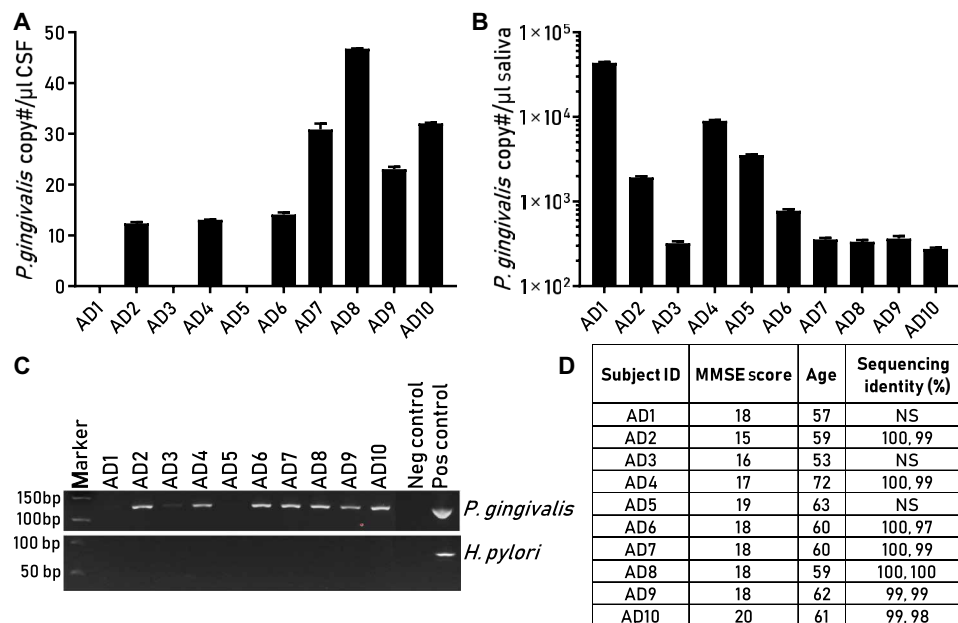 A
P.gingivalis copy#/µl CSF
50
40
30
20
10
0
AD1 AD2 AD3 AD4 AD5 AD6 AD7 AD8 AD9 AD10
B
P. gingivalis copy#/µl saliva
1×10⁵
1×10⁴
1×10³
1×10²
AD1 AD2 AD3 AD4 AD5 AD6 AD7 AD8 AD9 AD10
C
Marker AD1 AD2 AD3 AD4 AD5 AD6 AD7 AD8 AD9 AD10 Neg control Pos control
150bp
100bp
P. gingivalis
100 bp
50 bp
H. pylori
D
Subject ID MMSE score Age Sequencing identity (%)
AD1 18 57 NS
AD2 15 59 100, 99
AD3 16 53 NS
AD4 17 72 100, 99
AD5 19 63 NS
AD6 18 60 100, 97
AD7 18 60 100, 99
AD8 18 59 100, 100
AD9 18 62 99, 99
AD10 20 61 99, 98